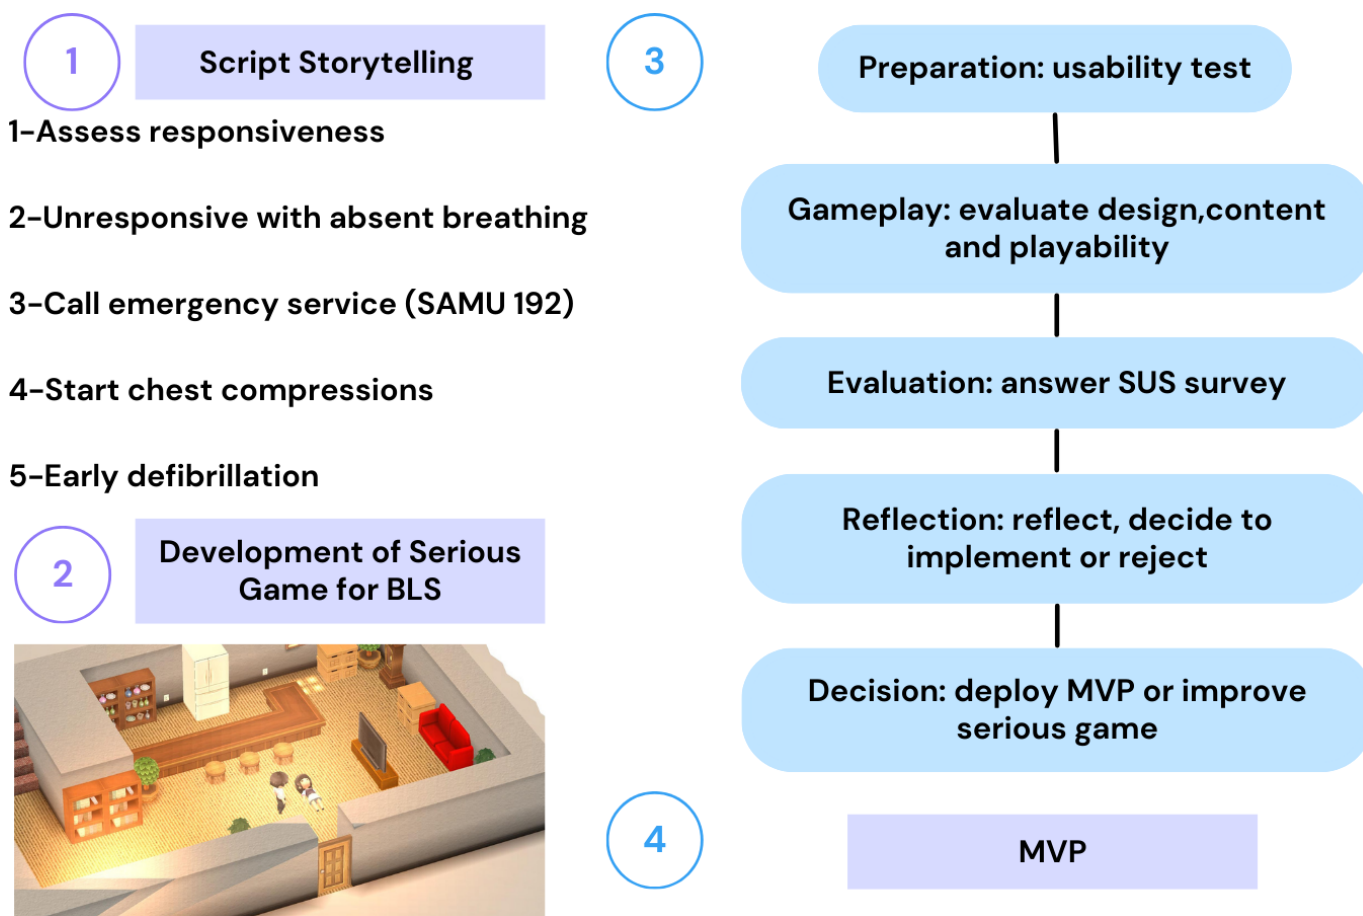 1
Script Storytelling
1-Assess responsiveness
2-Unresponsive with absent breathing
3-Call emergency service (SAMU 192)
4-Start chest compressions
5-Early defibrillation
2
Development of Serious
Game for BLS
3
Preparation: usability test
Gameplay: evaluate design,content
and playability
Evaluation: answer SUS survey
Reflection: reflect, decide to
implement or reject
Decision: deploy MVP or improve
serious game
4
MVP